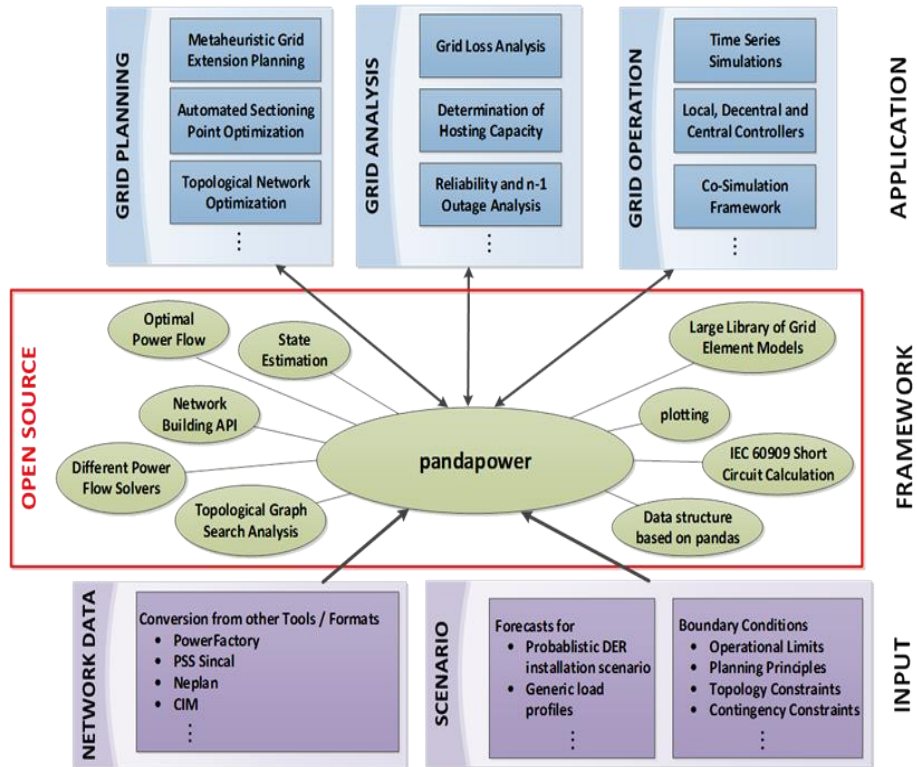 GRID PLANNING
Metaheuristic Grid
Extension Planning
Automated Sectioning
Point Optimization
Topological Network
Optimization
⋮
GRID ANALYSIS
Grid Loss Analysis
Determination of
Hosting Capacity
Reliability and n-1
Outage Analysis
⋮
GRID OPERATION
Time Series
Simulations
Local, Decentral and
Central Controllers
Co-Simulation
Framework
⋮
APPLICATION
OPEN SOURCE
Optimal
Power Flow
State
Estimation
Network
Building API
Different Power
Flow Solvers
Topological Graph
Search Analysis
pandapower
Large Library of Grid
Element Models
plotting
IEC 60909 Short
Circuit Calculation
Data structure
based on pandas
FRAMEWORK
NETWORK DATA
Conversion from other Tools / Formats
• PowerFactory
• PSS Sincal
• Neplan
• CIM
⋮
SCENARIO
Forecasts for
• Probablistic DER
installation scenario
• Generic load
profiles
⋮
Boundary Conditions
• Operational Limits
• Planning Principles
• Topology Constraints
• Contingency Constraints
⋮
INPUT